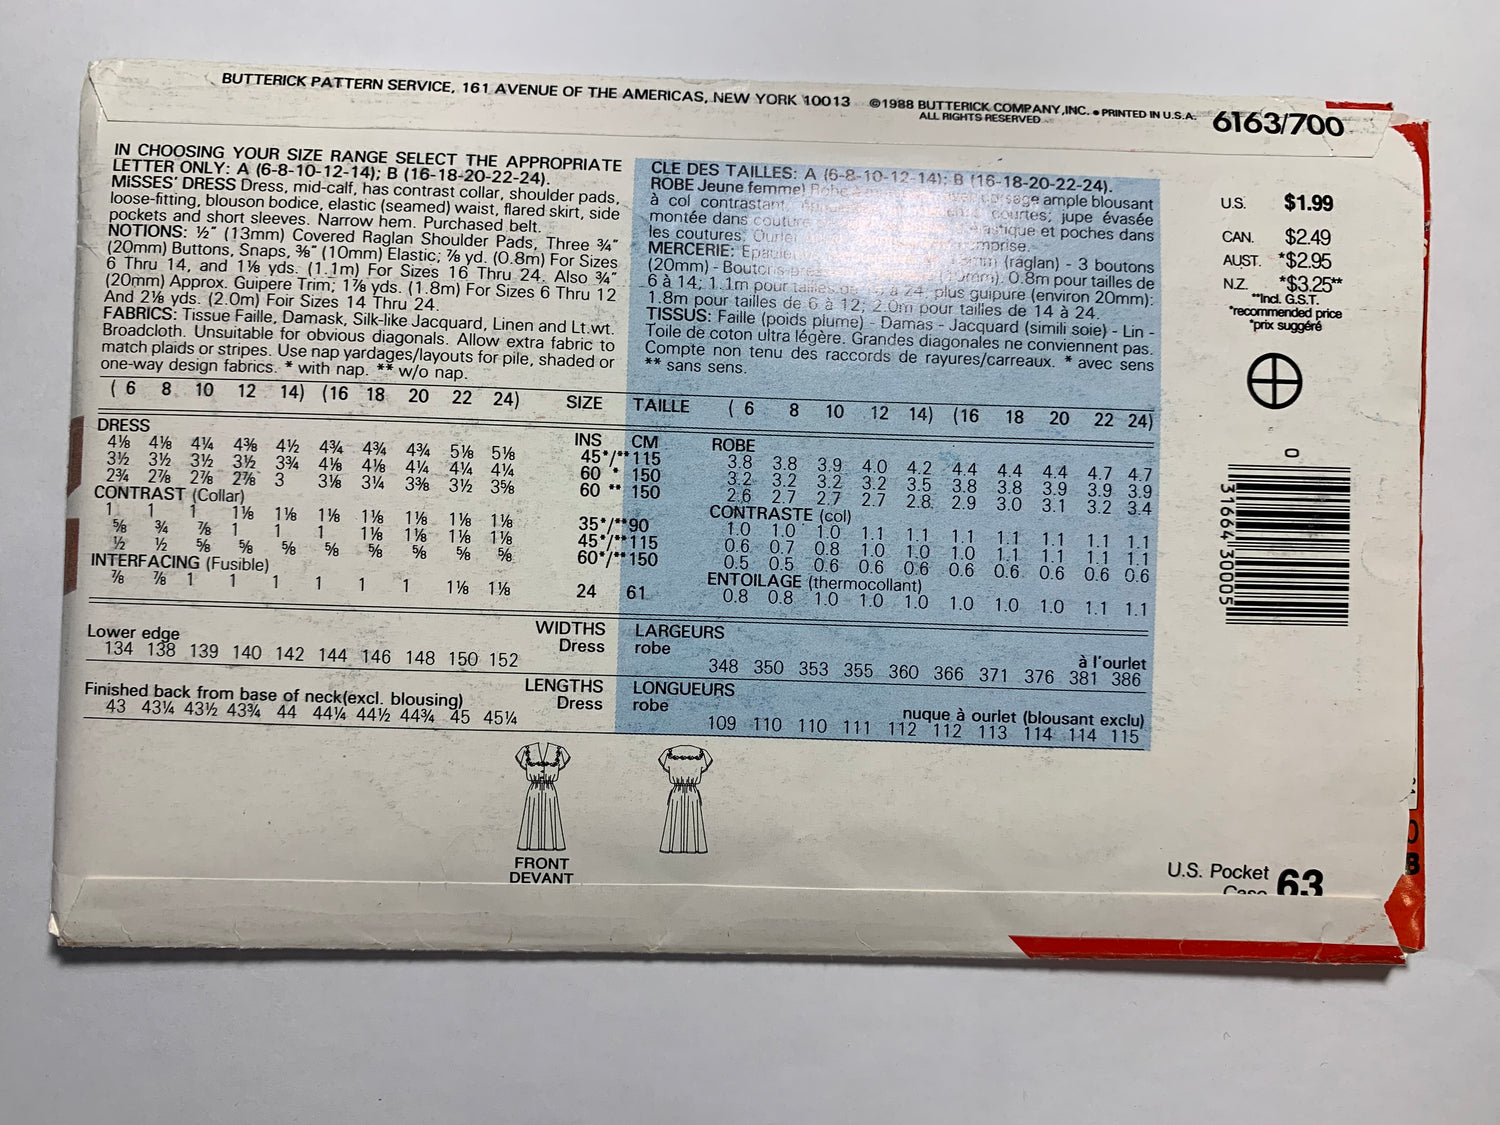 BUTTERICK PATTERN SERVICE, 161 AVENUE OF THE AMERICAS, NEW YORK 10013 ©1988 BUTTERICK COMPANY, INC. • PRINTED IN U.S.A.
ALL RIGHTS RESERVED
6163/700
IN CHOOSING YOUR SIZE RANGE SELECT THE APPROPRIATE
LETTER ONLY: A (6-8-10-12-14); B (16-18-20-22-24).
MISSES' DRESS Dress, mid-calf, has contrast collar, shoulder pads,
loose-fitting, blouson bodice, elastic (seamed) waist, flared skirt, side
pockets and short sleeves. Narrow hem. Purchased belt.
NOTIONS: ½" (13mm) Covered Raglan Shoulder Pads, Three ¾"
(20mm) Buttons, Snaps, ⅜" (10mm) Elastic; ⅞ yd. (0.8m) For Sizes
6 Thru 14, and 1⅛ yds. (1.1m) For Sizes 16 Thru 24. Also ¾"
(20mm) Approx. Guipere Trim; 1⅞ yds. (1.8m) For Sizes 6 Thru 12
And 2⅛ yds. (2.0m) Foir Sizes 14 Thru 24.
FABRICS: Tissue Faille, Damask, Silk-like Jacquard, Linen and Lt.wt.
Broadcloth. Unsuitable for obvious diagonals. Allow extra fabric to
match plaids or stripes. Use nap yardages/layouts for pile, shaded or
one-way design fabrics. * with nap. ** w/o nap.
CLE DES TAILLES: A (6-8-10-12-14); B (16-18-20-22-24).
ROBE Jeune femme) Robe ample blousant
à col contrastant, courtes; jupe évasée
montée dans couture et poches dans
les coutures.
MERCERIE: (raglan) - 3 boutons
(20mm) - Boutons 0.8m pour tailles de
6 à 14; 1.1m pour tailles à 24, plus guipure (environ 20mm):
1.8m pour tailles de 6 à 12; 2.0m pour tailles de 14 à 24.
TISSUS: Faille (poids plume) - Damas - Jacquard (simili soie) - Lin -
Toile de coton ultra légère. Grandes diagonales ne conviennent pas.
Compte non tenu des raccords de rayures/carreaux. * avec sens
** sans sens.
( 6 8 10 12 14) (16 18 20 22 24) SIZE TAILLE ( 6 8 10 12 14) (16 18 20 22 24)
DRESS INS CM ROBE
4⅛ 4⅛ 4¼ 4⅜ 4½ 4¾ 4¾ 4¾ 5⅛ 5⅛ 45*/**115 3.8 3.8 3.9 4.0 4.2 4.4 4.4 4.4 4.7 4.7
3½ 3½ 3½ 3½ 3¾ 4⅛ 4⅛ 4¼ 4¼ 4¼ 60 * 150 3.2 3.2 3.2 3.2 3.5 3.8 3.8 3.9 3.9 3.9
2¾ 2⅞ 2⅞ 2⅞ 3 3⅛ 3¼ 3⅜ 3½ 3⅝ 60 ** 150 2.6 2.7 2.7 2.7 2.8 2.9 3.0 3.1 3.2 3.4
CONTRAST (Collar) CONTRASTE (col)
1 1 1 1⅛ 1⅛ 1⅛ 1⅛ 1⅛ 1⅛ 1⅛ 35*/**90 1.0 1.0 1.0 1.1 1.1 1.1 1.1 1.1 1.1 1.1
⅝ ¾ ⅞ 1 1 1 1⅛ 1⅛ 1⅛ 1⅛ 45*/**115 0.6 0.7 0.8 1.0 1.0 1.0 1.1 1.1 1.1 1.1
½ ½ ⅝ ⅝ ⅝ ⅝ ⅝ ⅝ ⅝ ⅝ 60*/**150 0.5 0.5 0.6 0.6 0.6 0.6 0.6 0.6 0.6 0.6
INTERFACING (Fusible) ENTOILAGE (thermocollant)
⅞ ⅞ 1 1 1 1 1 1 1⅛ 1⅛ 24 61 0.8 0.8 1.0 1.0 1.0 1.0 1.0 1.0 1.1 1.1
WIDTHS LARGEURS
Lower edge Dress robe à l'ourlet
134 138 139 140 142 144 146 148 150 152 348 350 353 355 360 366 371 376 381 386
LENGTHS LONGUEURS
Finished back from base of neck(excl. blousing) Dress robe nuque à ourlet (blousant exclu)
43 43¼ 43½ 43¾ 44 44¼ 44½ 44¾ 45 45¼ 109 110 110 111 112 112 113 114 114 115
FRONT
DEVANT
U.S. $1.99
CAN. $2.49
AUST. *$2.95
N.Z. *$3.25**
**Incl. G.S.T.
*recommended price
*prix suggéré
0
31664 30005
U.S. Pocket 63